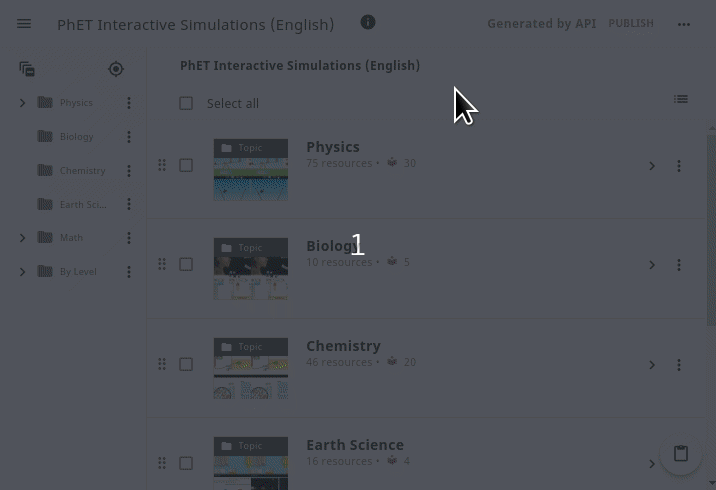 PhET Interactive Simulations (English)
Generated by API
PUBLISH
PhET Interactive Simulations (English)
Select all
Physics
Biology
Chemistry
Earth Sci...
Math
By Level
Topic
Physics
75 resources • 30
Topic
Biology
10 resources • 5
1
Topic
Chemistry
46 resources • 20
Topic
Earth Science
16 resources • 4